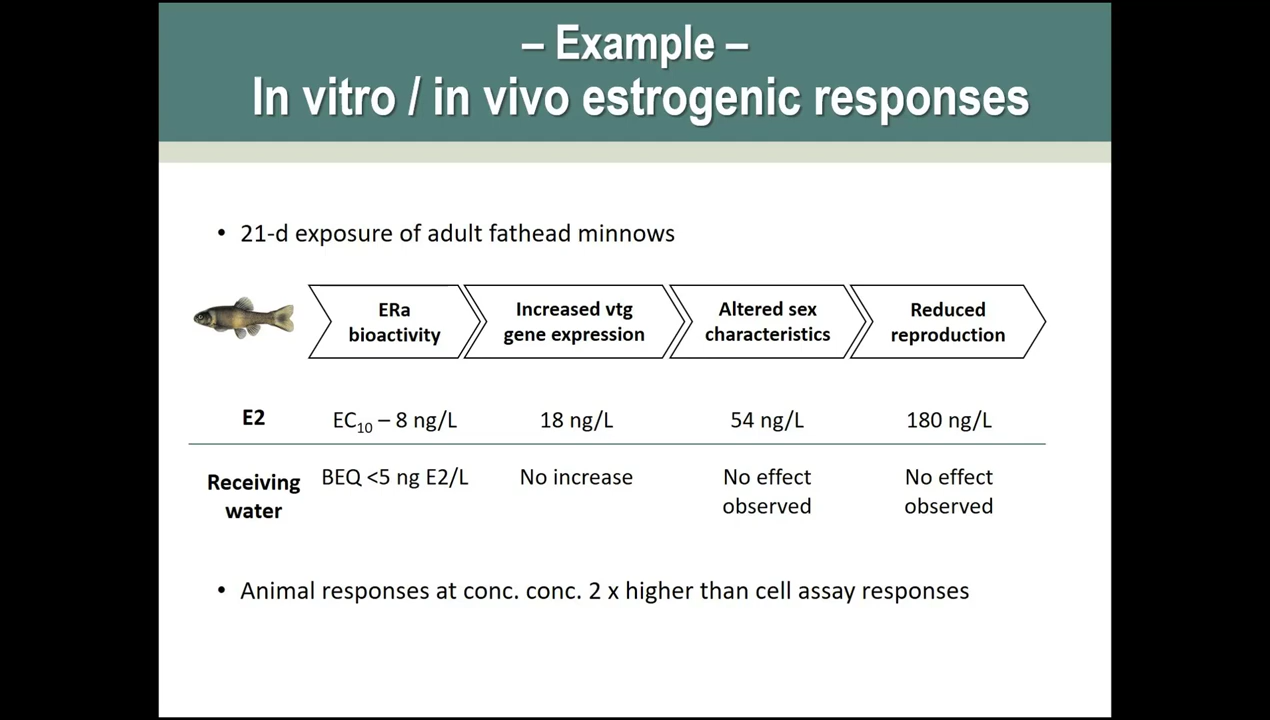 – Example –
In vitro / in vivo estrogenic responses
• 21-d exposure of adult fathead minnows
ERa bioactivity
Increased vtg gene expression
Altered sex characteristics
Reduced reproduction
E2
EC10 – 8 ng/L
18 ng/L
54 ng/L
180 ng/L
Receiving water
BEQ <5 ng E2/L
No increase
No effect observed
No effect observed
• Animal responses at conc. conc. 2 x higher than cell assay responses